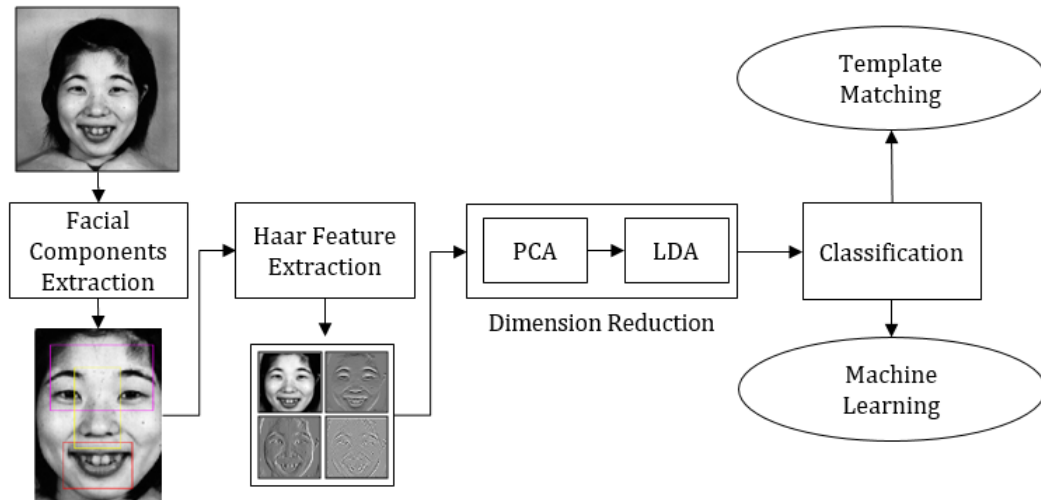 Facial
Components
Extraction
Haar Feature
Extraction
PCA
LDA
Dimension Reduction
Classification
Template
Matching
Machine
Learning